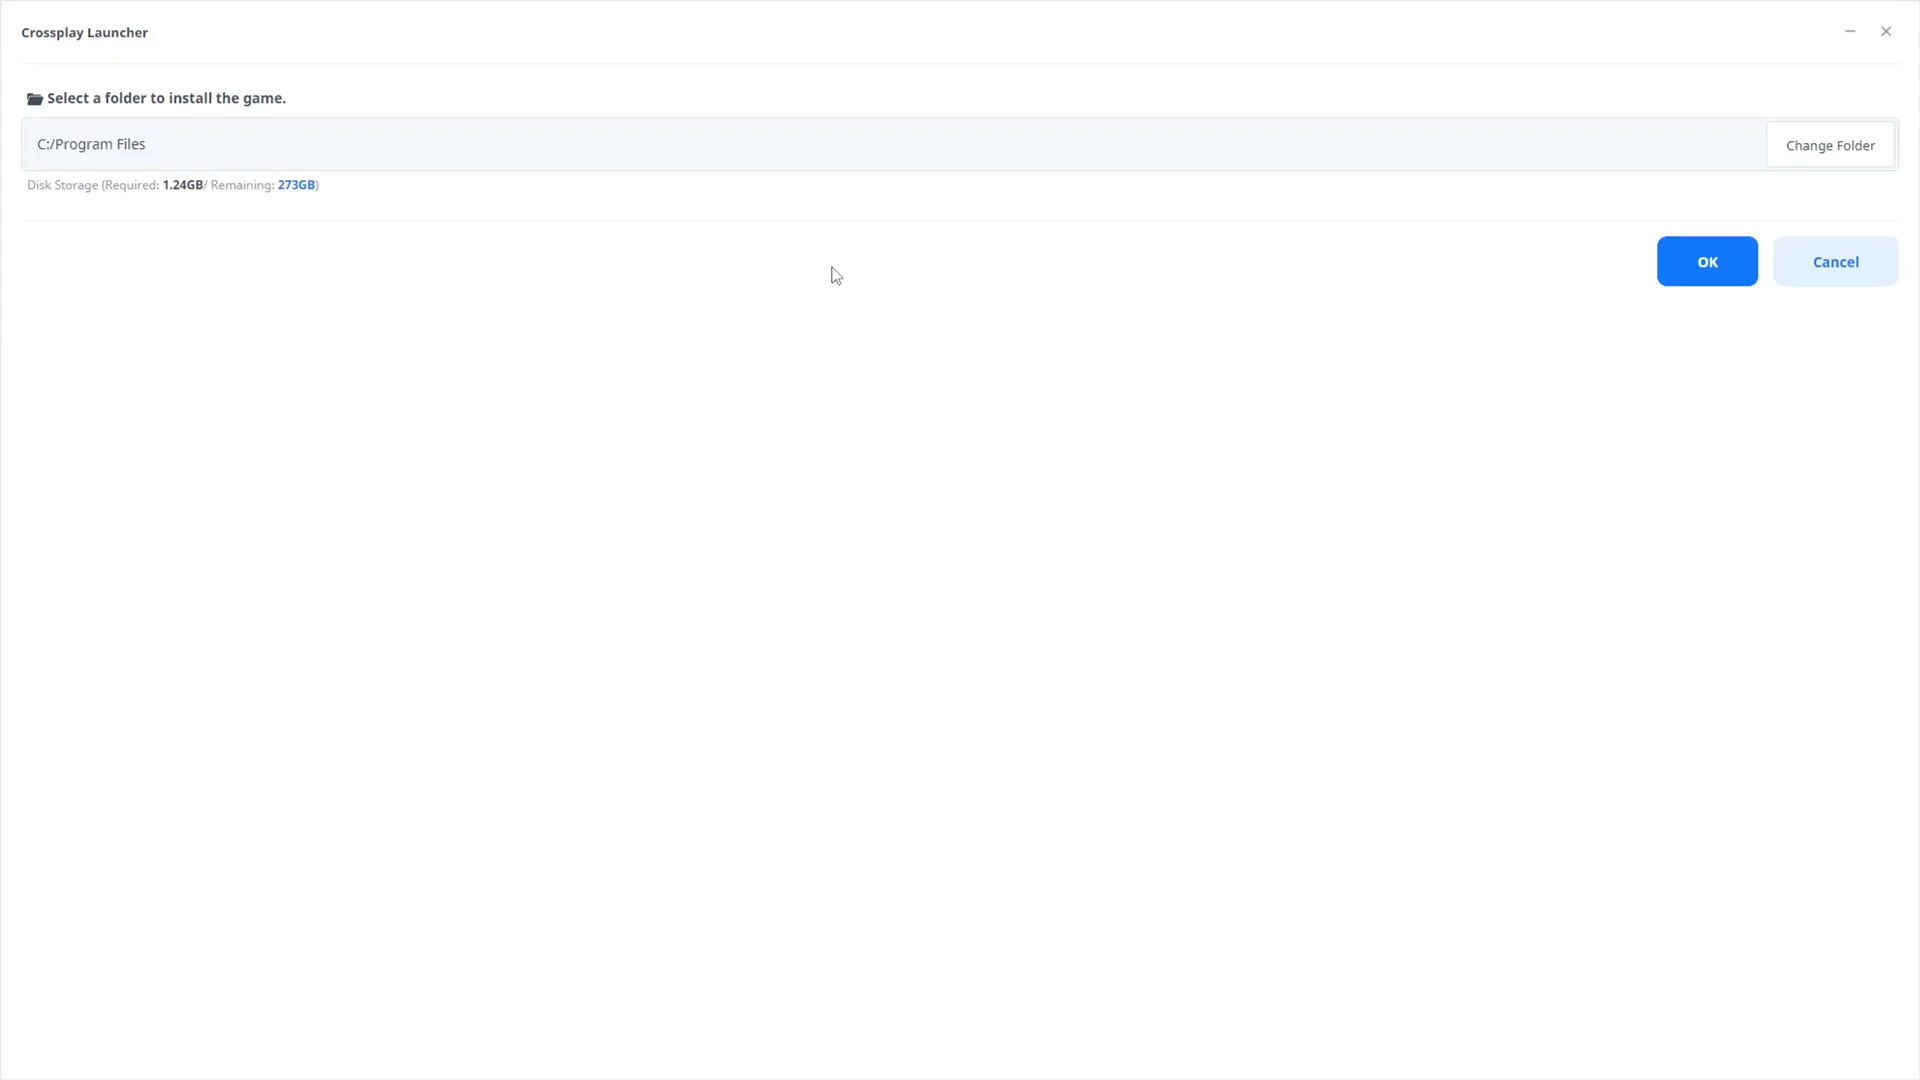 Crossplay Launcher
Select a folder to install the game.
C:/Program Files
Change Folder
Disk Storage (Required: 1.24GB/ Remaining: 273GB)
OK
Cancel